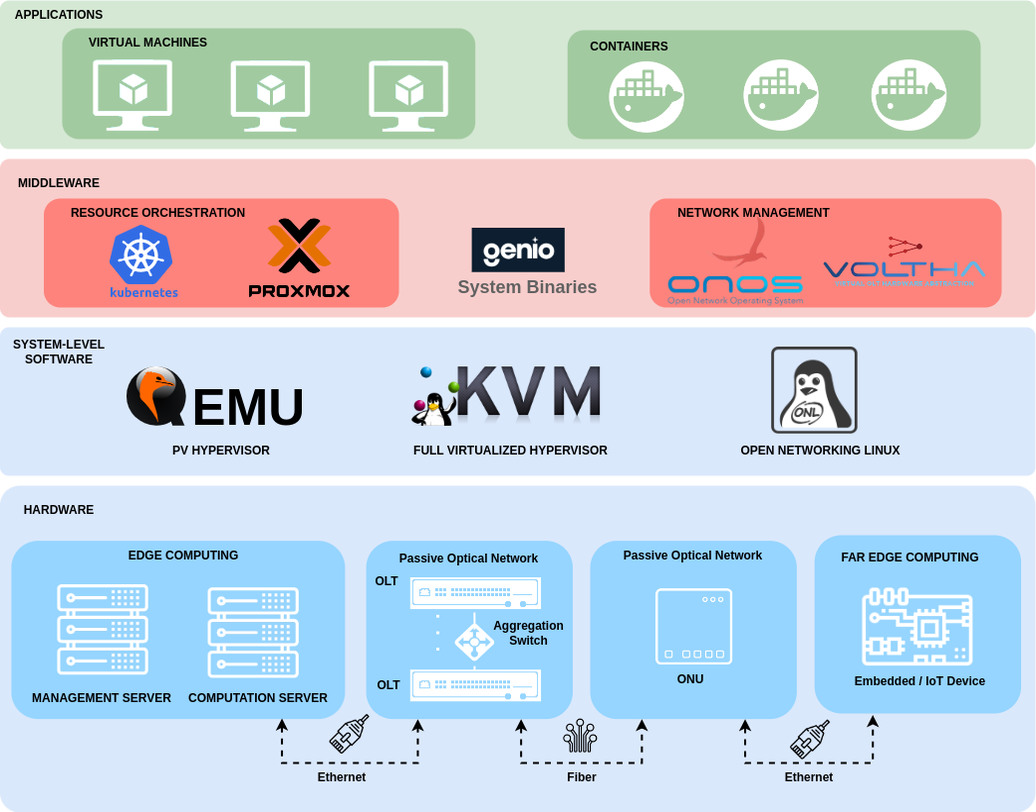 APPLICATIONS
VIRTUAL MACHINES
CONTAINERS
MIDDLEWARE
RESOURCE ORCHESTRATION
kubernetes
PROXMOX
genio
System Binaries
NETWORK MANAGEMENT
onos
Open Network Operating System
VOLTHA
SYSTEM-LEVEL
SOFTWARE
QEMU
PV HYPERVISOR
KVM
FULL VIRTUALIZED HYPERVISOR
ONL
OPEN NETWORKING LINUX
HARDWARE
EDGE COMPUTING
MANAGEMENT SERVER
COMPUTATION SERVER
Passive Optical Network
OLT
Aggregation
Switch
OLT
Passive Optical Network
ONU
FAR EDGE COMPUTING
Embedded / IoT Device
Ethernet
Fiber
Ethernet